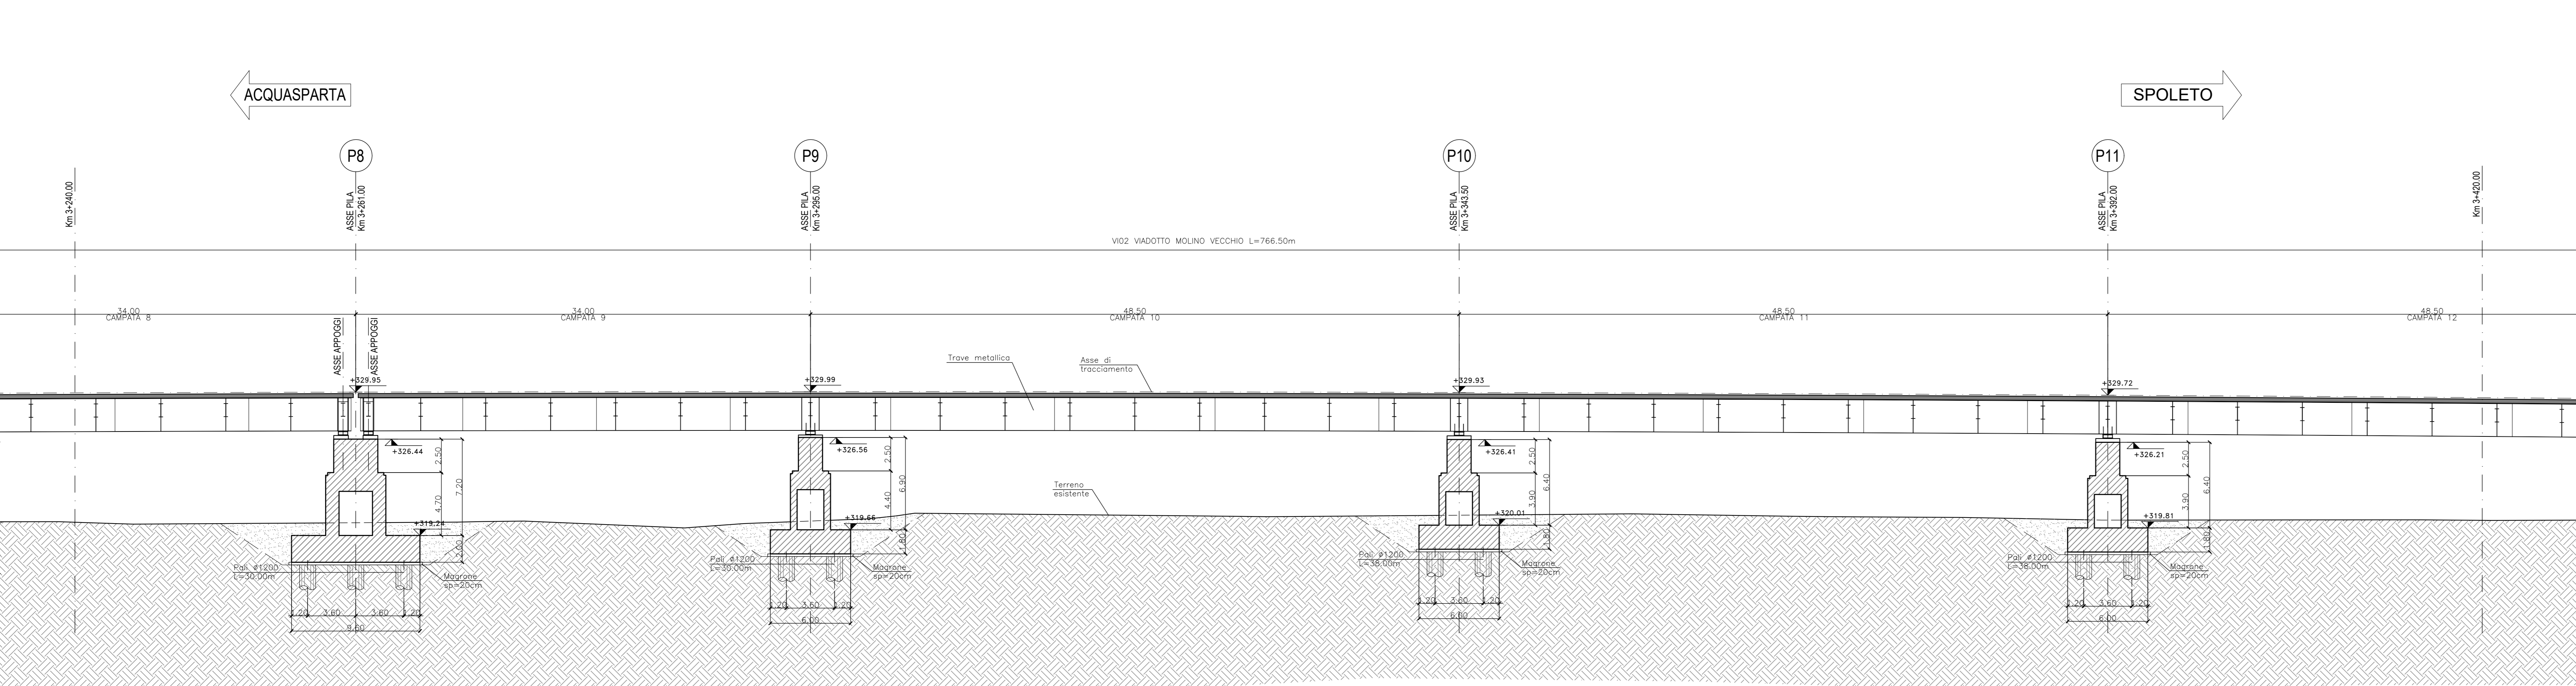 ACQUASPARTA
SPOLETO
P8
P9
P10
P11
Km 3+240.00
ASSE PILA
Km 3+261.00
ASSE PILA
Km 3+295.00
ASSE PILA
Km 3+343.50
ASSE PILA
Km 3+392.00
Km 3+420.00
VI02 VIADOTTO MOLINO VECCHIO L=766.50m
34.00
CAMPATA 8
34.00
CAMPATA 9
48.50
CAMPATA 10
48.50
CAMPATA 11
48.50
CAMPATA 12
ASSE APPOGGI
ASSE APPOGGI
Trave metallica
Asse di
tracciamento
+329.95
+329.99
+329.93
+329.72
+326.44
2.50
4.70
7.20
+319.24
2.00
+326.56
2.50
4.40
6.90
+319.66
1.80
Terreno
esistente
+326.41
2.50
3.90
6.40
+320.01
1.80
+326.21
2.50
3.90
6.40
+319.81
1.80
Pali ø1200
L=30.00m
Magrone
sp=20cm
Pali ø1200
L=30.00m
Magrone
sp=20cm
Pali ø1200
L=38.00m
Magrone
sp=20cm
Pali ø1200
L=38.00m
Magrone
sp=20cm
1.20 3.60 3.60 1.20
9.60
1.20 3.60 1.20
6.00
1.20 3.60 1.20
6.00
1.20 3.60 1.20
6.00